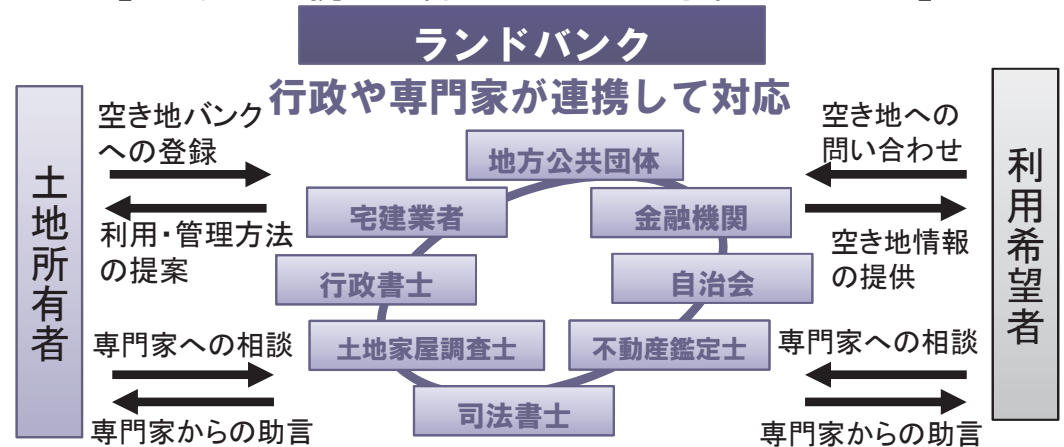 ランドバンク
行政や専門家が連携して対応
土地所有者
空き地バンク
への登録
利用・管理方法
の提案
専門家への相談
専門家からの助言
地方公共団体
宅建業者
金融機関
行政書士
自治会
土地家屋調査士
不動産鑑定士
司法書士
空き地への
問い合わせ
空き地情報
の提供
専門家への相談
専門家からの助言
利用希望者